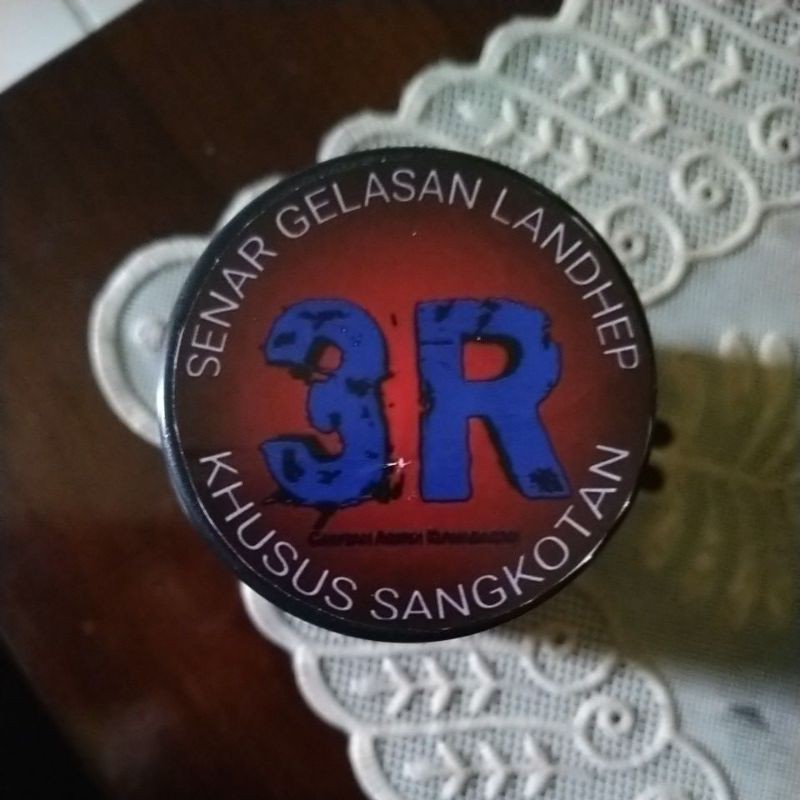 SENAR GELASAN LANDHEP
3R
KHUSUS SANGKOTAN